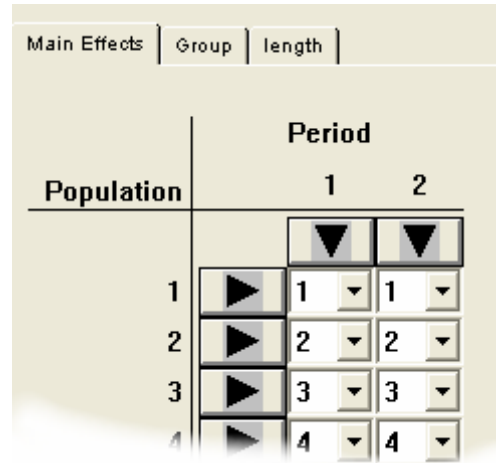 Main Effects Group length
Period
Population 1 2
1 1 1
2 2 2
3 3 3
4 4 4